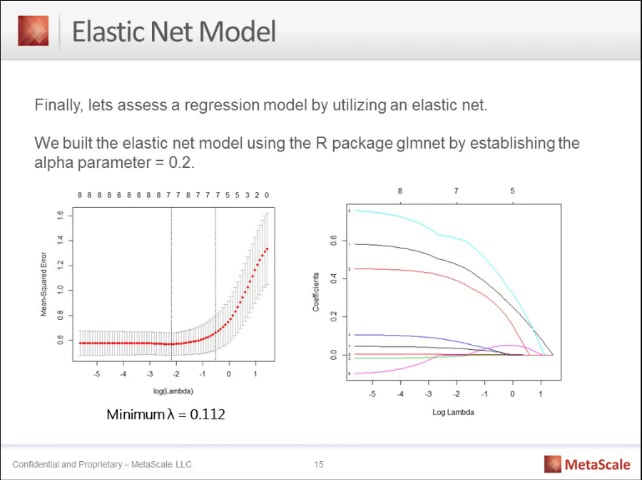 Elastic Net Model
Finally, lets assess a regression model by utilizing an elastic net.
We built the elastic net model using the R package glmnet by establishing the
alpha parameter = 0.2.
8 8 8 8 8 8 8 8 8 7 7 8 7 7 7 5 5 3 2 0
Mean-Squared Error
0.6 0.8 1.0 1.2 1.4 1.6
-5 -4 -3 -2 -1 0 1
log(Lambda)
8 7 5
Coefficients
0.0 0.2 0.4 0.6
-5 -4 -3 -2 -1 0 1
Log Lambda
Minimum λ = 0.112
Confidential and Proprietary – MetaScale LLC
15
MetaScale